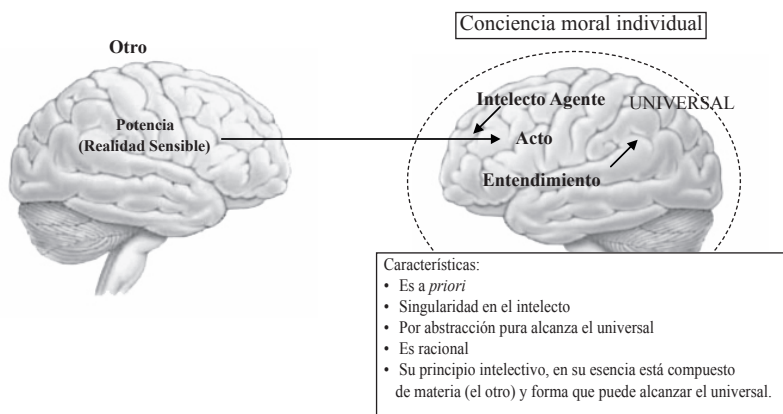 Conciencia moral individual
Otro
Potencia
(Realidad Sensible)
Intelecto Agente
UNIVERSAL
Acto
Entendimiento
Características:
• Es a priori
• Singularidad en el intelecto
• Por abstracción pura alcanza el universal
• Es racional
• Su principio intelectivo, en su esencia está compuesto
de materia (el otro) y forma que puede alcanzar el universal.